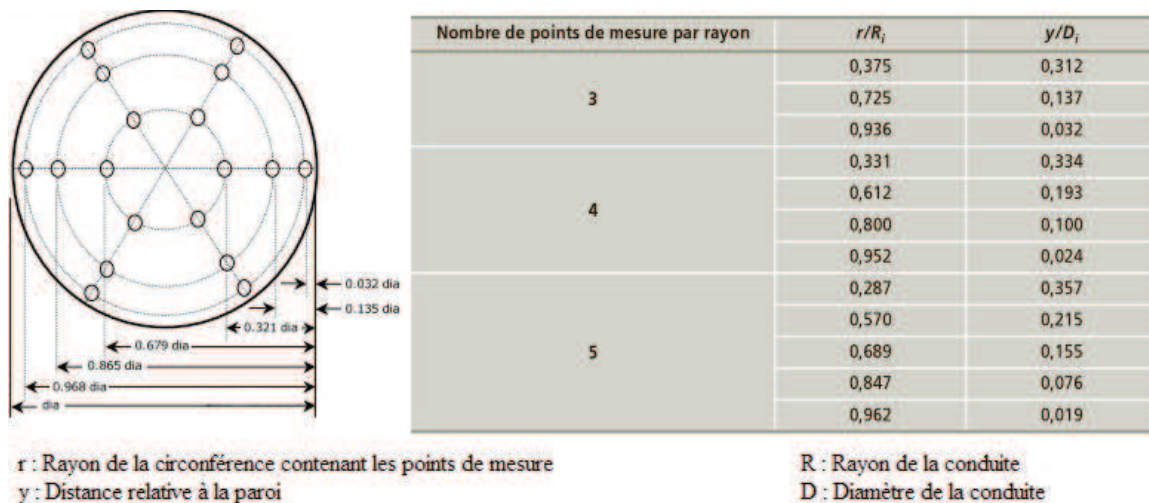 Nombre de points de mesure par rayon r/Rᵢ y/Dᵢ
0,375 0,312
3 0,725 0,137
0,936 0,032
0,331 0,334
0,612 0,193
4
0,800 0,100
0,952 0,024
0,287 0,357
0,570 0,215
5 0,689 0,155
0,847 0,076
0,962 0,019
0.032 dia
0.135 dia
0.321 dia
0.679 dia
0.865 dia
0.968 dia
dia
r : Rayon de la circonférence contenant les points de mesure
y : Distance relative à la paroi
R : Rayon de la conduite
D : Diamètre de la conduite